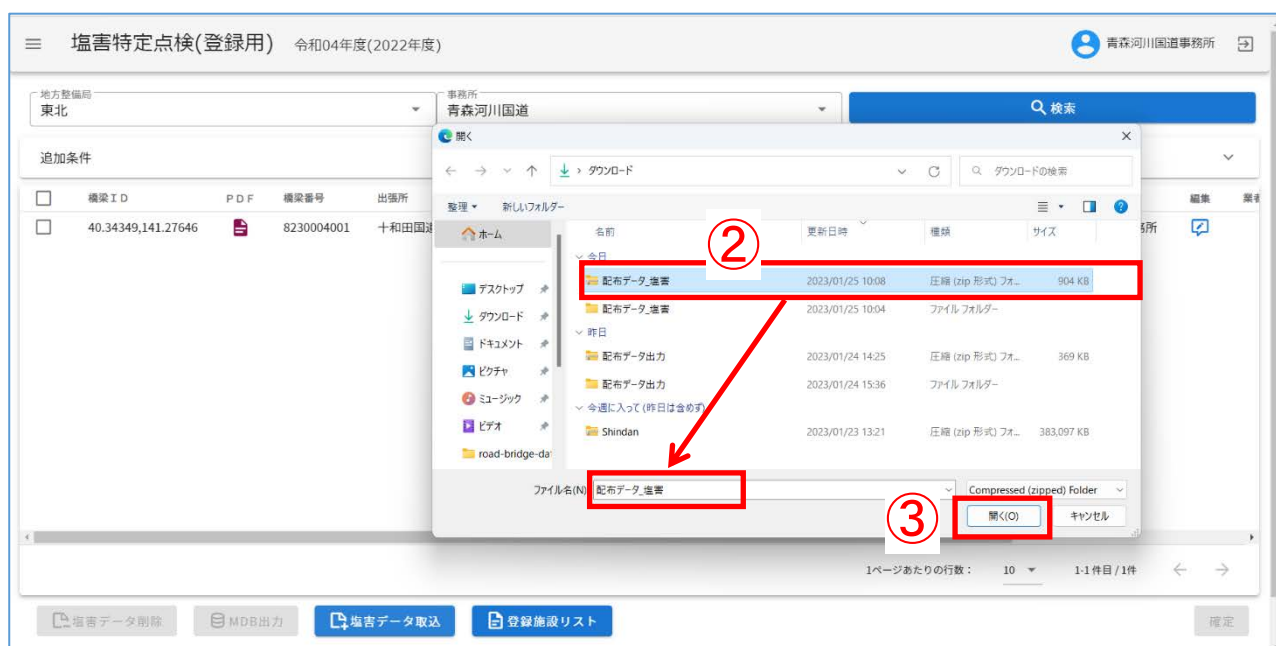 塩害特定点検(登録用) 令和04年度(2022年度) 青森河川国道事務所
地方整備局 事務所
東北 青森河川国道 検索
追加条件
開く
ダウンロード ダウンロードの検索
整理 新しいフォルダー
橋梁ID PDF 橋梁番号 出張所 編集
40.34349,141.27646 8230004001 十和田国道
名前 更新日時 種類 サイズ
ホーム
デスクトップ
ダウンロード
ドキュメント
ピクチャ
ミュージック
ビデオ
road-bridge-da
今日
②
配布データ_塩害 2023/01/25 10:08 圧縮 (zip 形式) フォ... 904 KB
配布データ_塩害 2023/01/25 10:04 ファイル フォルダー
昨日
配布データ出力 2023/01/24 14:25 圧縮 (zip 形式) フォ... 369 KB
配布データ出力 2023/01/24 15:36 ファイル フォルダー
今週に入って (昨日は含めず)
Shindan 2023/01/23 13:21 圧縮 (zip 形式) フォ... 383,097 KB
ファイル名(N) 配布データ_塩害 Compressed (zipped) Folder
③
開く(O) キャンセル
1ページあたりの行数： 10 1-1 件目 / 1件
塩害データ削除 MDB出力 塩害データ取込 登録施設リスト 確定